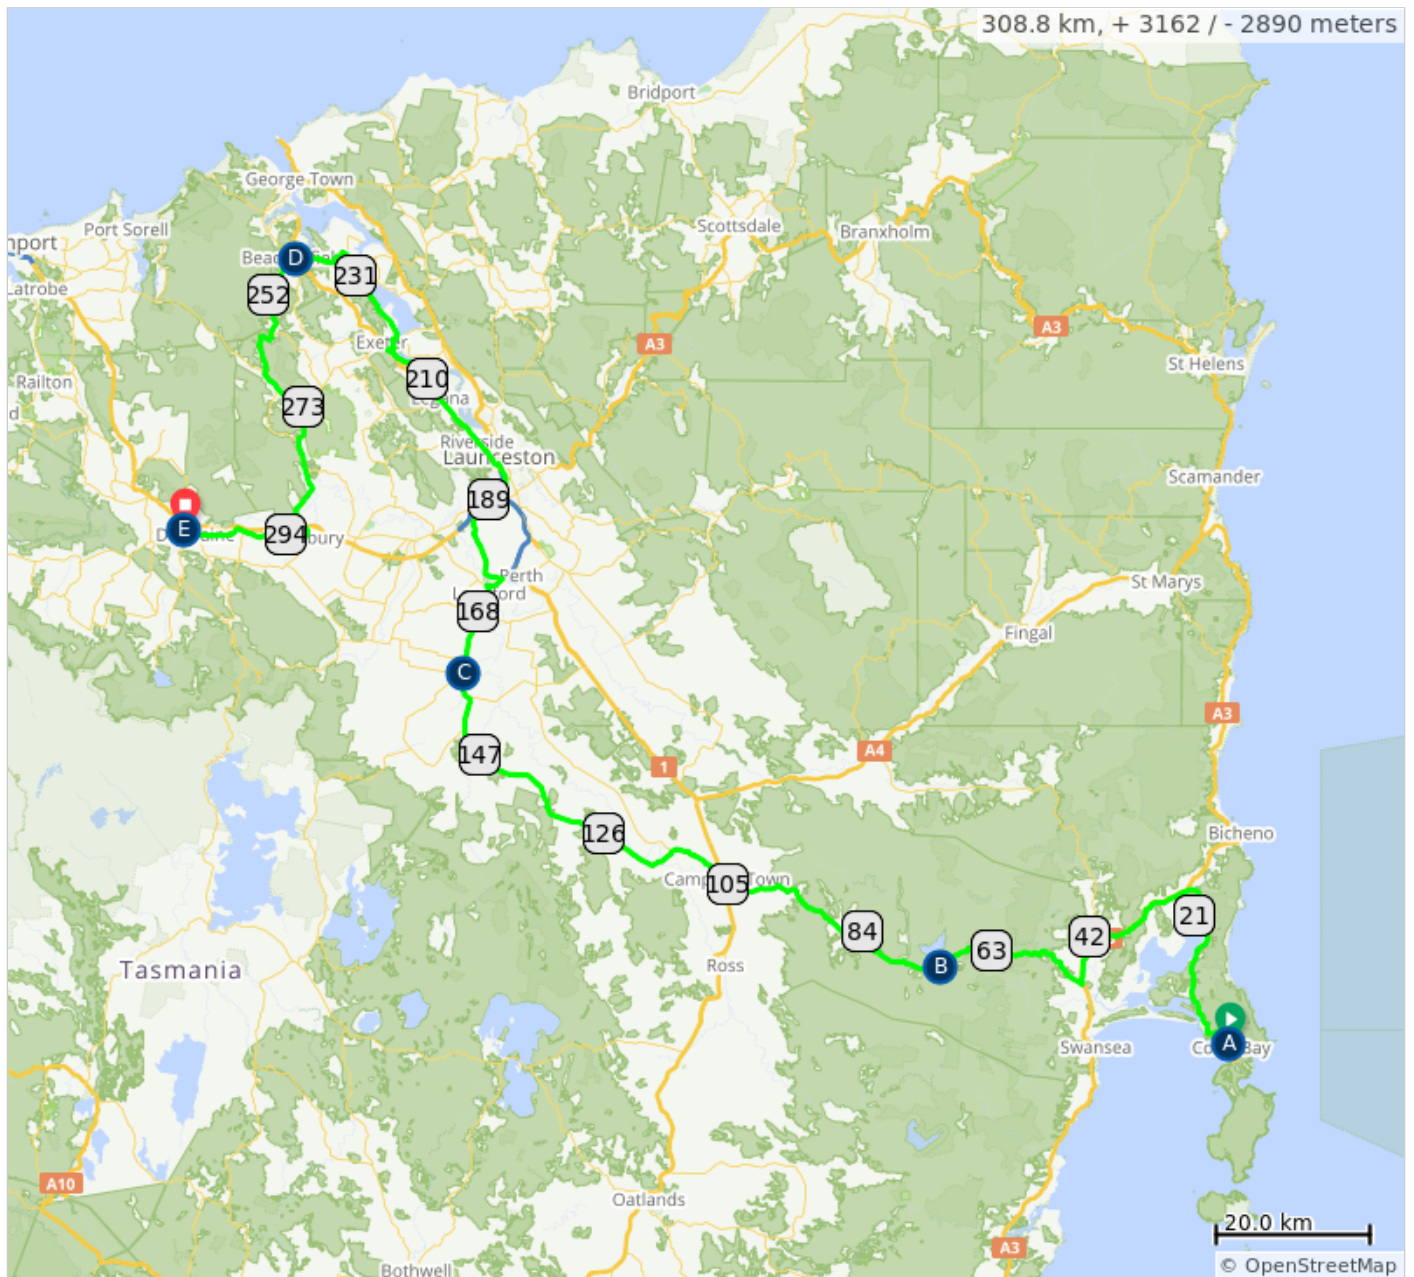 308.8 km, + 3162 / - 2890 meters
Bridport
George Town
Port Sorell
Scottsdale
Branxholm
D
231
252
Latrobe
A3
A3
Exeter
St Helens
Railton
210
273
Riverside
Launceston
Scamander
189
E
294
Perth
St Marys
168
Fingal
C
A3
147
A4
1
126
Bicheno
105
21
84
42
63
B
Ross
Tasmania
A
Swansea
A10
Oatlands
20.0 km
A3
Bothwell
© OpenStreetMap